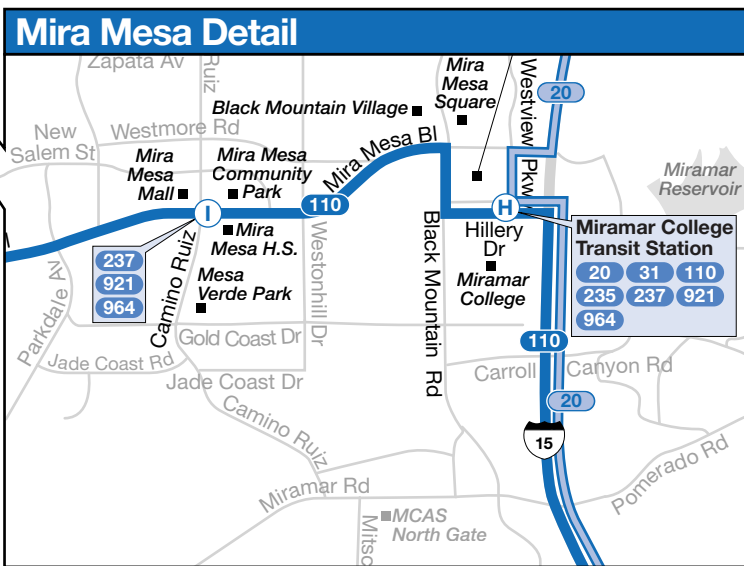 Mira Mesa Detail
Zapata Av
Ruiz
Mira
Mesa
Square
Westview Pkwy
20
Black Mountain Village
New
Salem St
Westmore Rd
Mira Mesa Bl
Mira
Mesa
Mall
Mira Mesa
Community
Park
Miramar
Reservoir
110
I
H
Mira
Mesa H.S.
Hillery
Dr
Miramar College
Transit Station
20 31 110
235 237 921
964
237
921
964
Camino Ruiz
Mesa
Verde Park
Westonhill Dr
Black Mountain Rd
Miramar
College
Parkdale Av
Gold Coast Dr
110
Jade Coast Rd
Jade Coast Dr
Carroll Canyon Rd
20
Camino Ruiz
15
Miramar Rd
Pomerado Rd
MCAS
North Gate